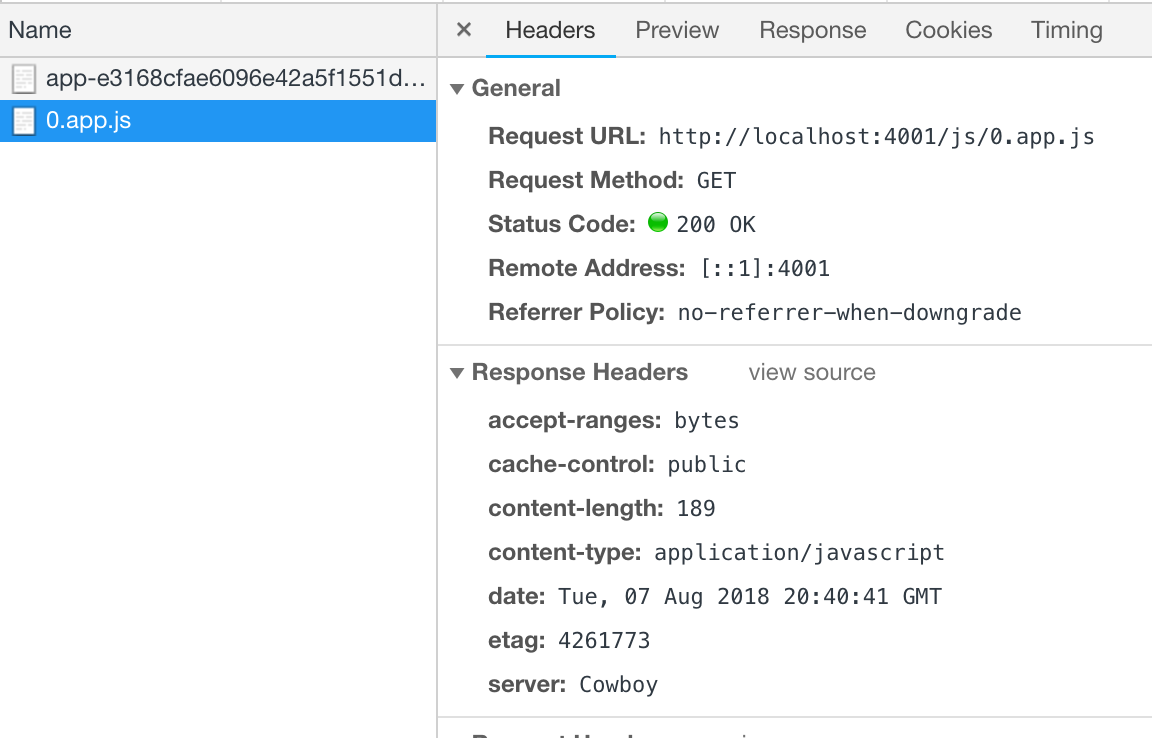 Name
app-e3168cfae6096e42a5f1551d...
0.app.js
× Headers Preview Response Cookies Timing
▼ General
Request URL: http://localhost:4001/js/0.app.js
Request Method: GET
Status Code: 200 OK
Remote Address: [::1]:4001
Referrer Policy: no-referrer-when-downgrade
▼ Response Headers view source
accept-ranges: bytes
cache-control: public
content-length: 189
content-type: application/javascript
date: Tue, 07 Aug 2018 20:40:41 GMT
etag: 4261773
server: Cowboy